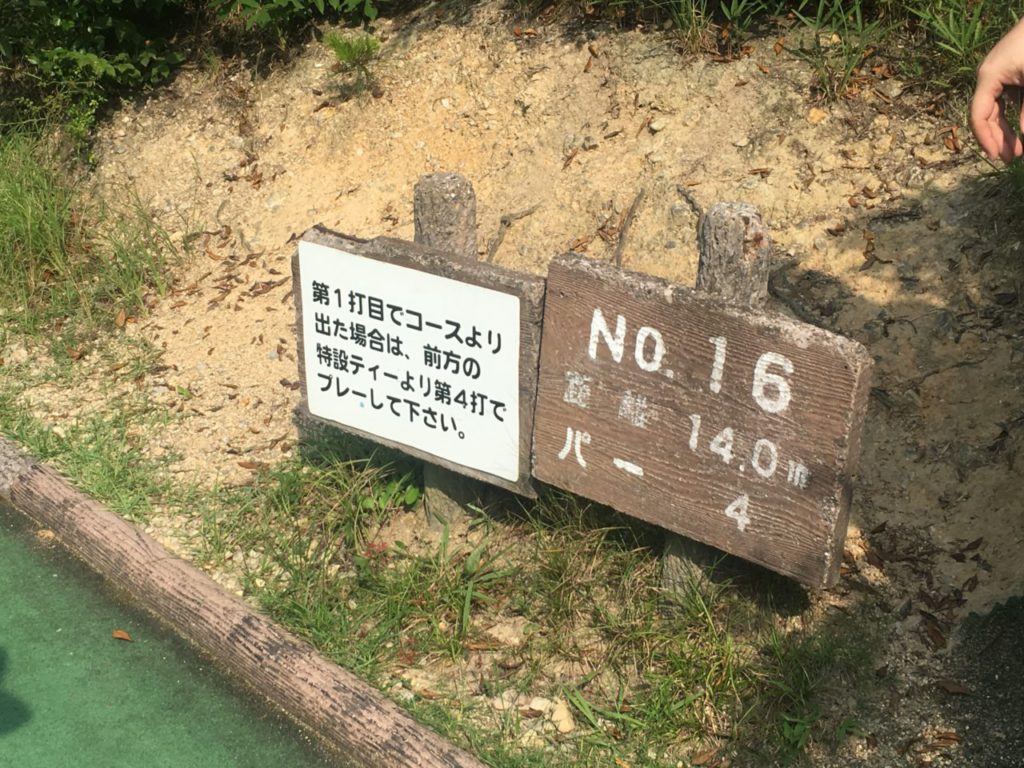 第1打目でコースより
出た場合は、前方の
特設ティーより第4打で
プレーして下さい。
NO. 16
距離 14.0m
パー 4